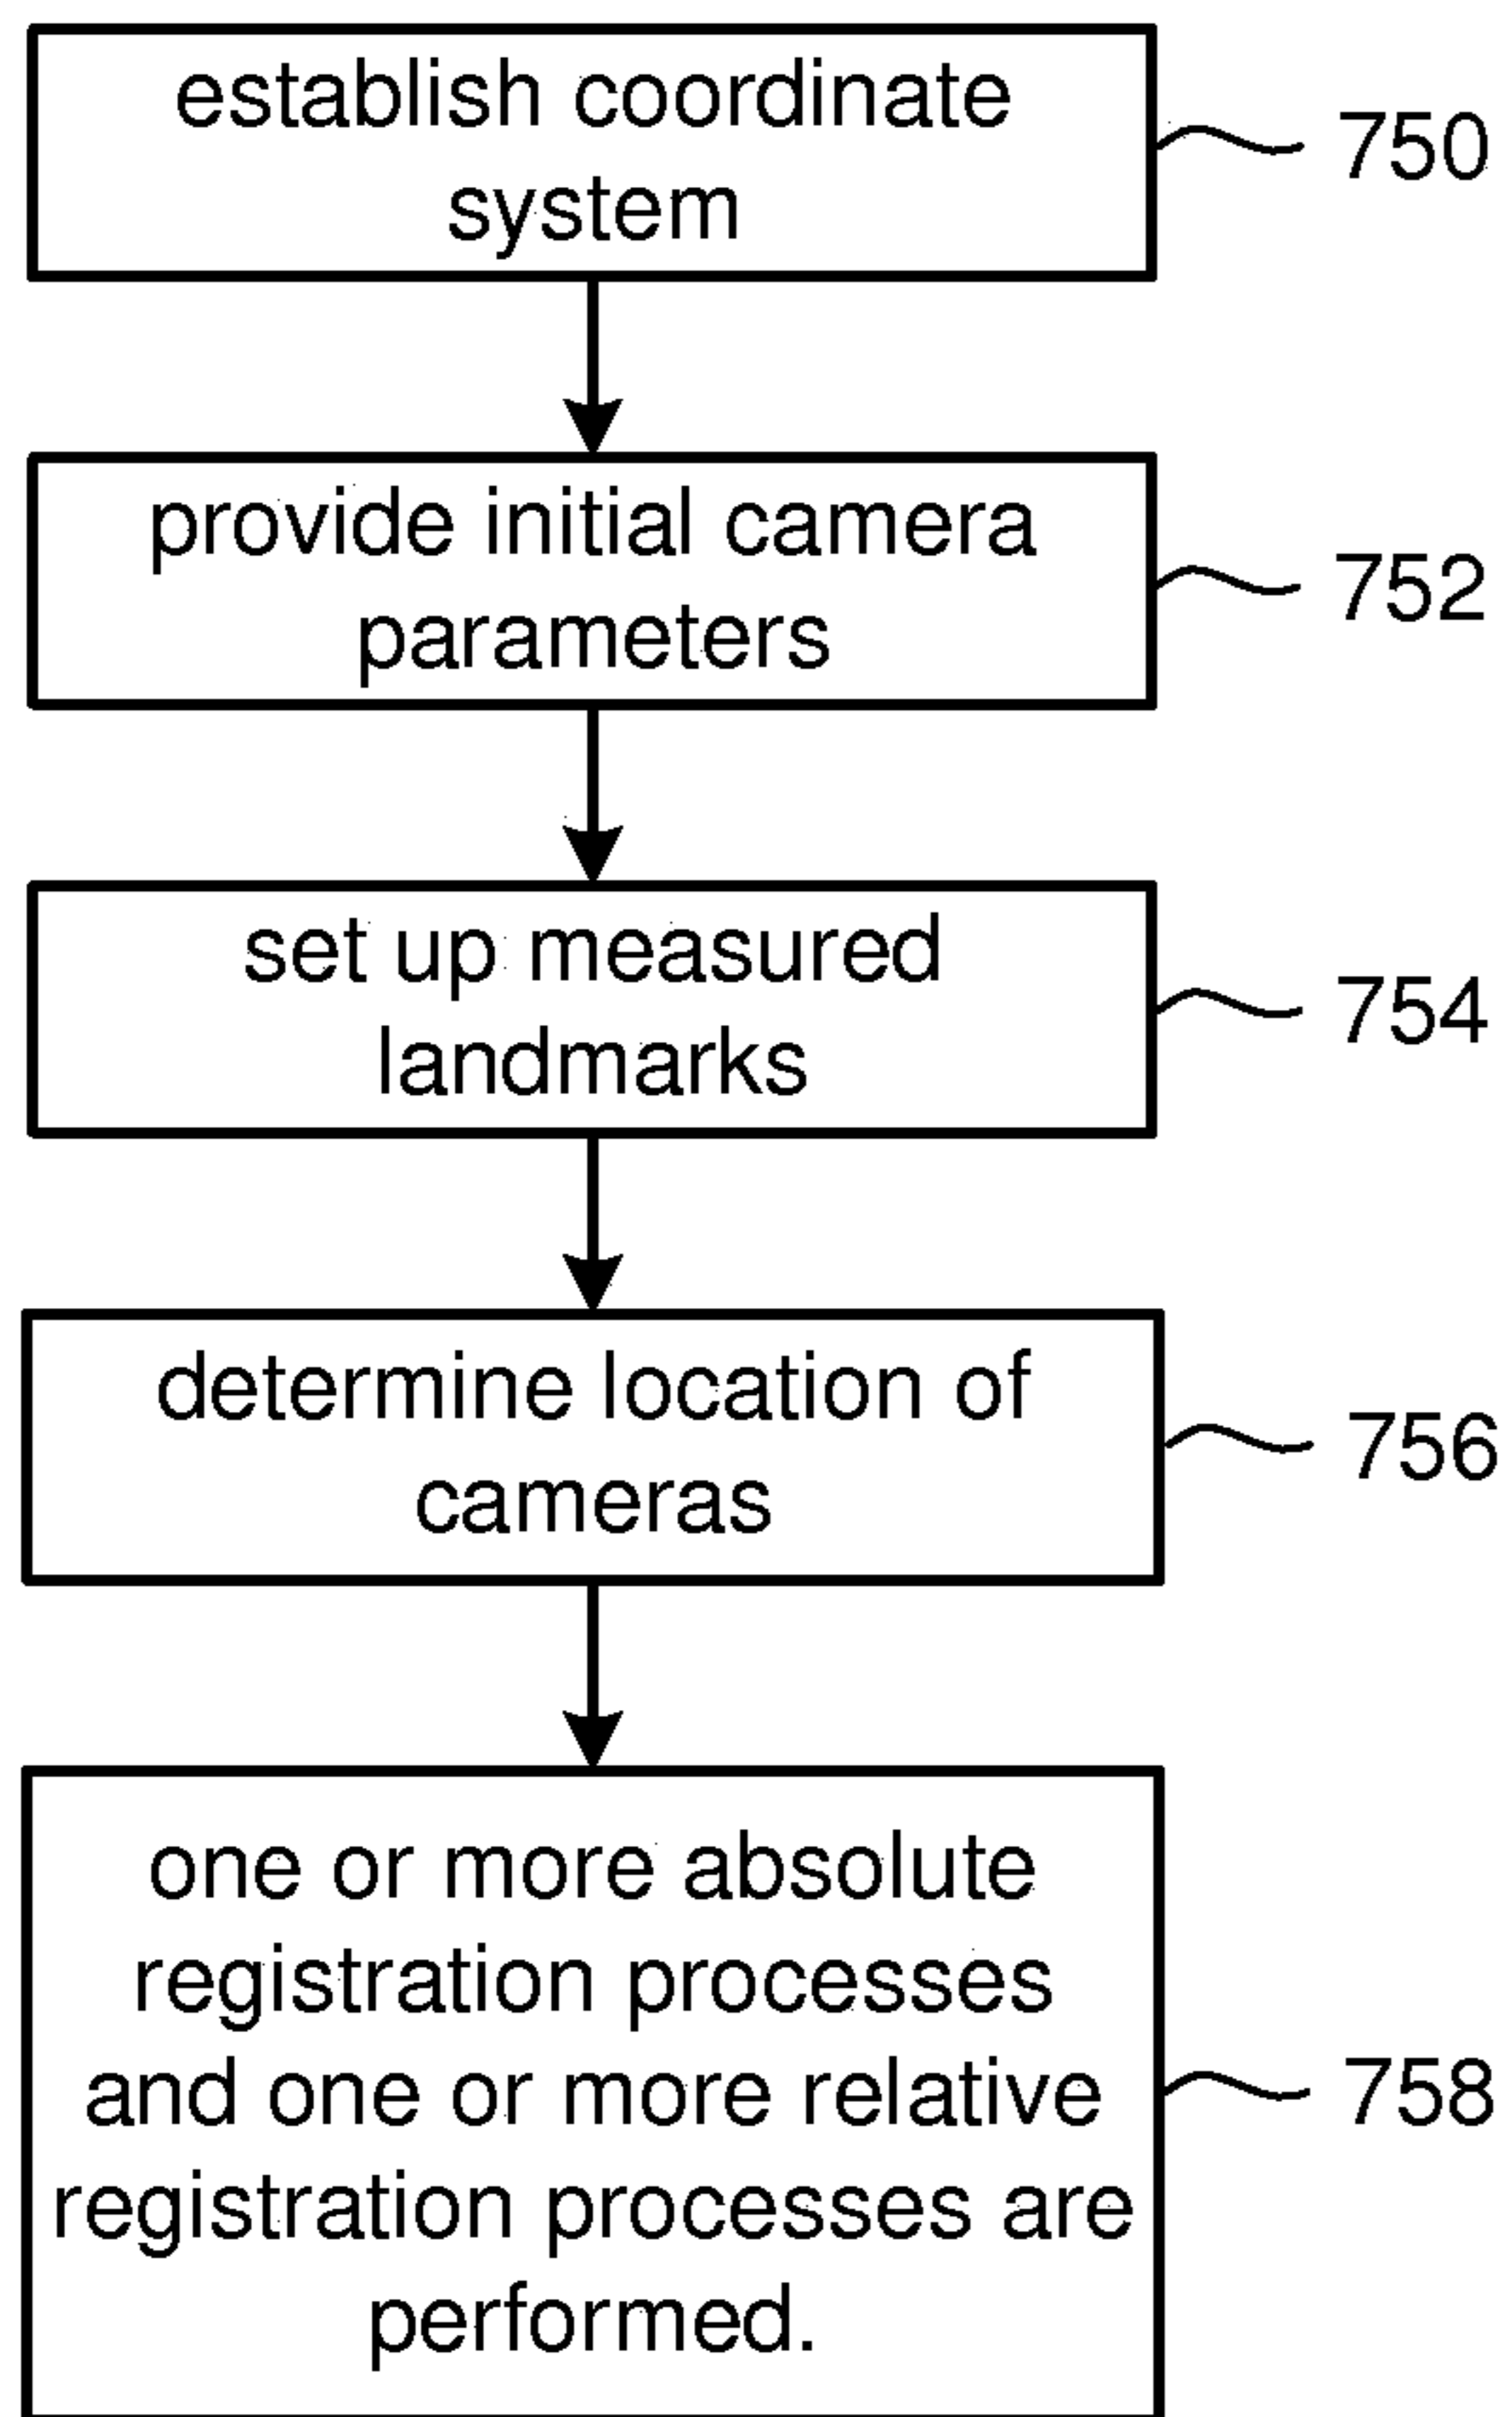 establish coordinate
system
750
provide initial camera
parameters
752
set up measured
landmarks
754
determine location of
cameras
756
one or more absolute
registration processes
and one or more relative
registration processes are
performed.
758